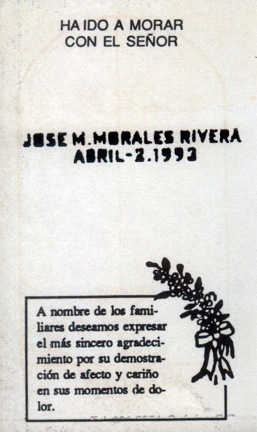 HA IDO A MORAR
CON EL SEÑOR
JOSE M. MORALES RIVERA
ABRIL-2.1993
A nombre de los fami-
liares deseamos expresar
el más sincero agradeci-
miento por su demostra-
ción de afecto y cariño
en sus momentos de do-
lor.